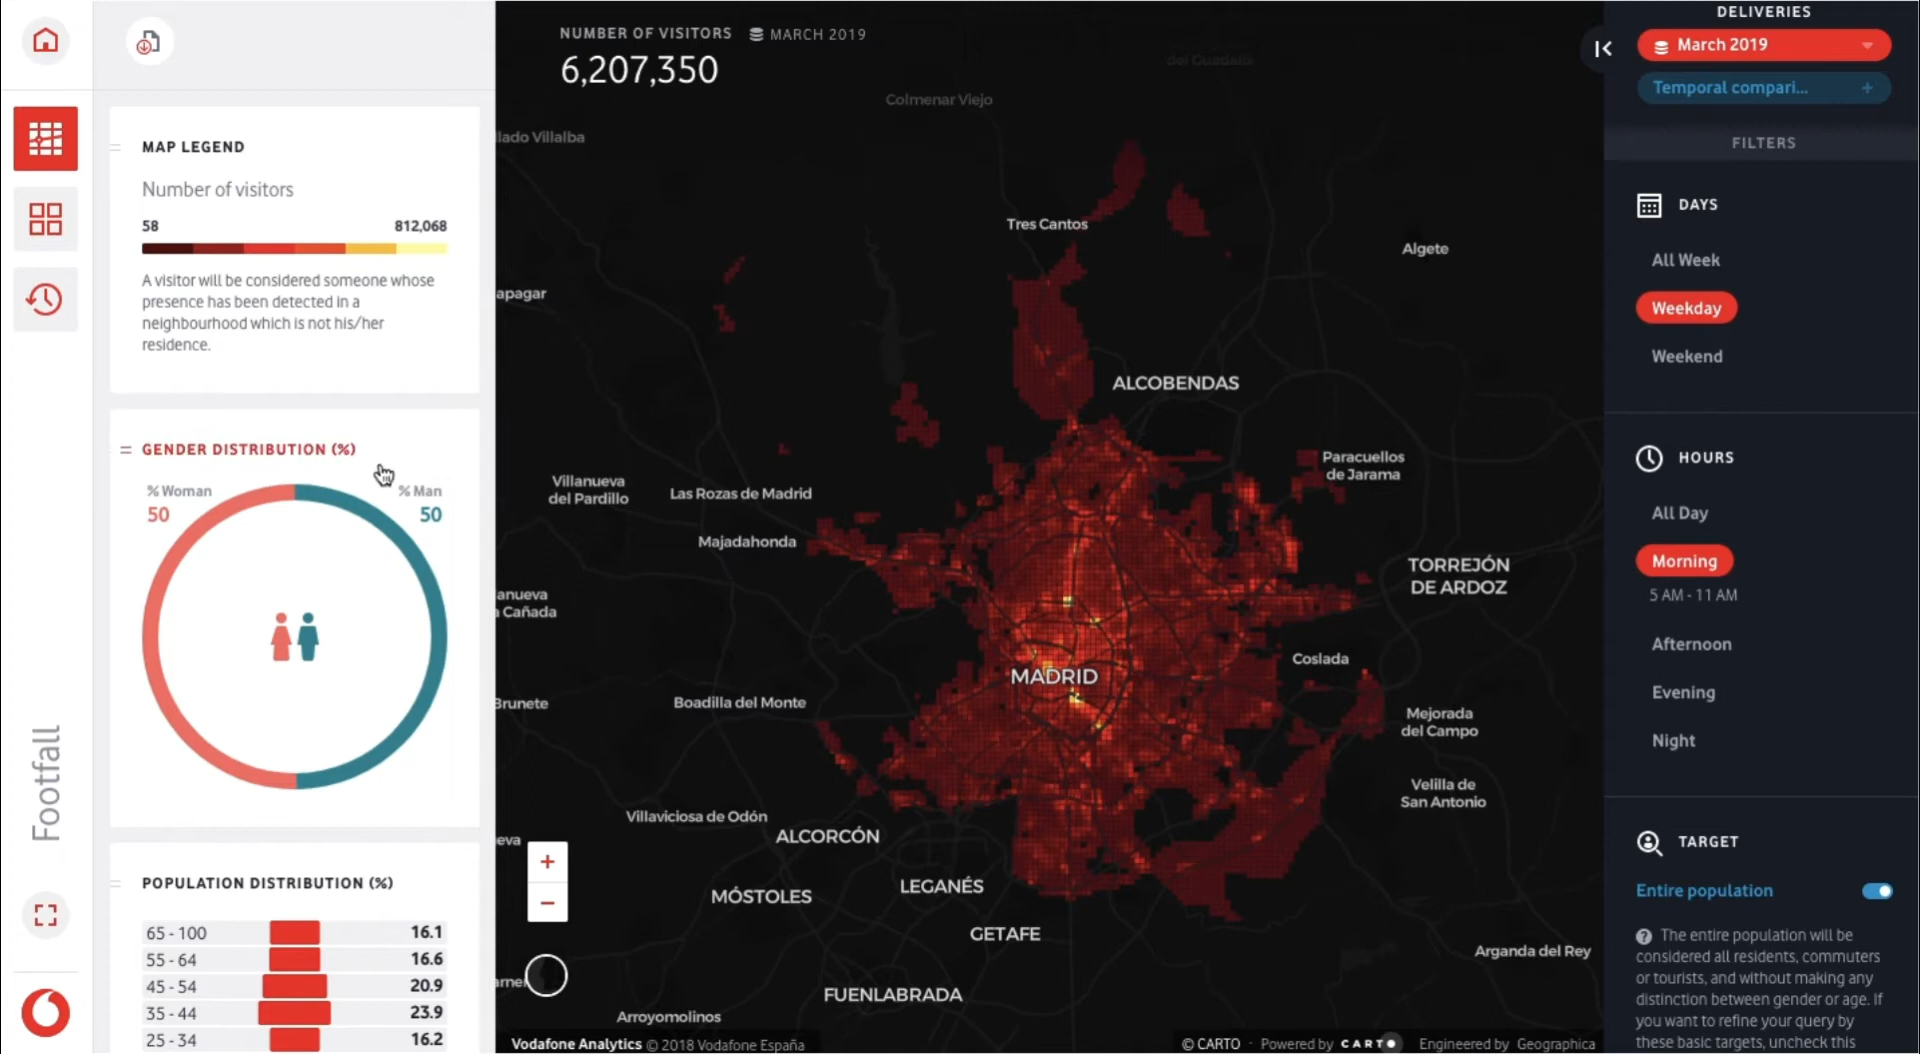 NUMBER OF VISITORS
MARCH 2019
6,207,350
MAP LEGEND
Number of visitors
58
812,068
A visitor will be considered someone whose
presence has been detected in a
neighbourhood which is not his/her
residence.
GENDER DISTRIBUTION (%)
% Woman
50
% Man
50
POPULATION DISTRIBUTION (%)
65 - 100 16.1
55 - 64 16.6
45 - 54 20.9
35 - 44 23.9
25 - 34 16.2
Footfall
del Guadalix
Colmenar Viejo
lado Villalba
Tres Cantos
Algete
apagar
ALCOBENDAS
Paracuellos
de Jarama
Villanueva
del Pardillo
Las Rozas de Madrid
Majadahonda
TORREJÓN
DE ARDOZ
anueva
a Cañada
Coslada
MADRID
Brunete
Boadilla del Monte
Mejorada
del Campo
Velilla de
San Antonio
Villaviciosa de Odón
ALCORCÓN
eva
LEGANÉS
MÓSTOLES
GETAFE
Arganda del Rey
arnel
FUENLABRADA
Arroyomolinos
Vodafone Analytics © 2018 Vodafone España
© CARTO · Powered by CARTO
Engineered by Geographica
DELIVERIES
March 2019
Temporal compari... +
FILTERS
DAYS
All Week
Weekday
Weekend
HOURS
All Day
Morning
5 AM - 11 AM
Afternoon
Evening
Night
TARGET
Entire population
The entire population will be
considered all residents, commuters
or tourists, and without making any
distinction between gender or age. If
you want to refine your query by
these basic targets, uncheck this